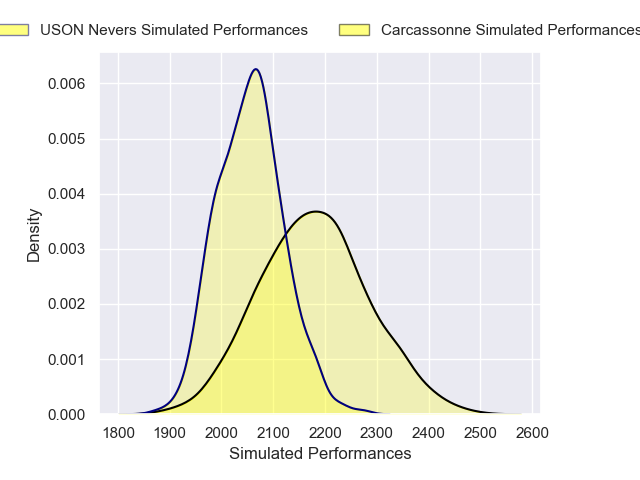 USON Nevers Simulated Performances Carcassonne Simulated Performances
0.006
0.005
0.004
0.003
0.002
0.001
0.000
Density
1800 1900 2000 2100 2200 2300 2400 2500 2600
Simulated Performances